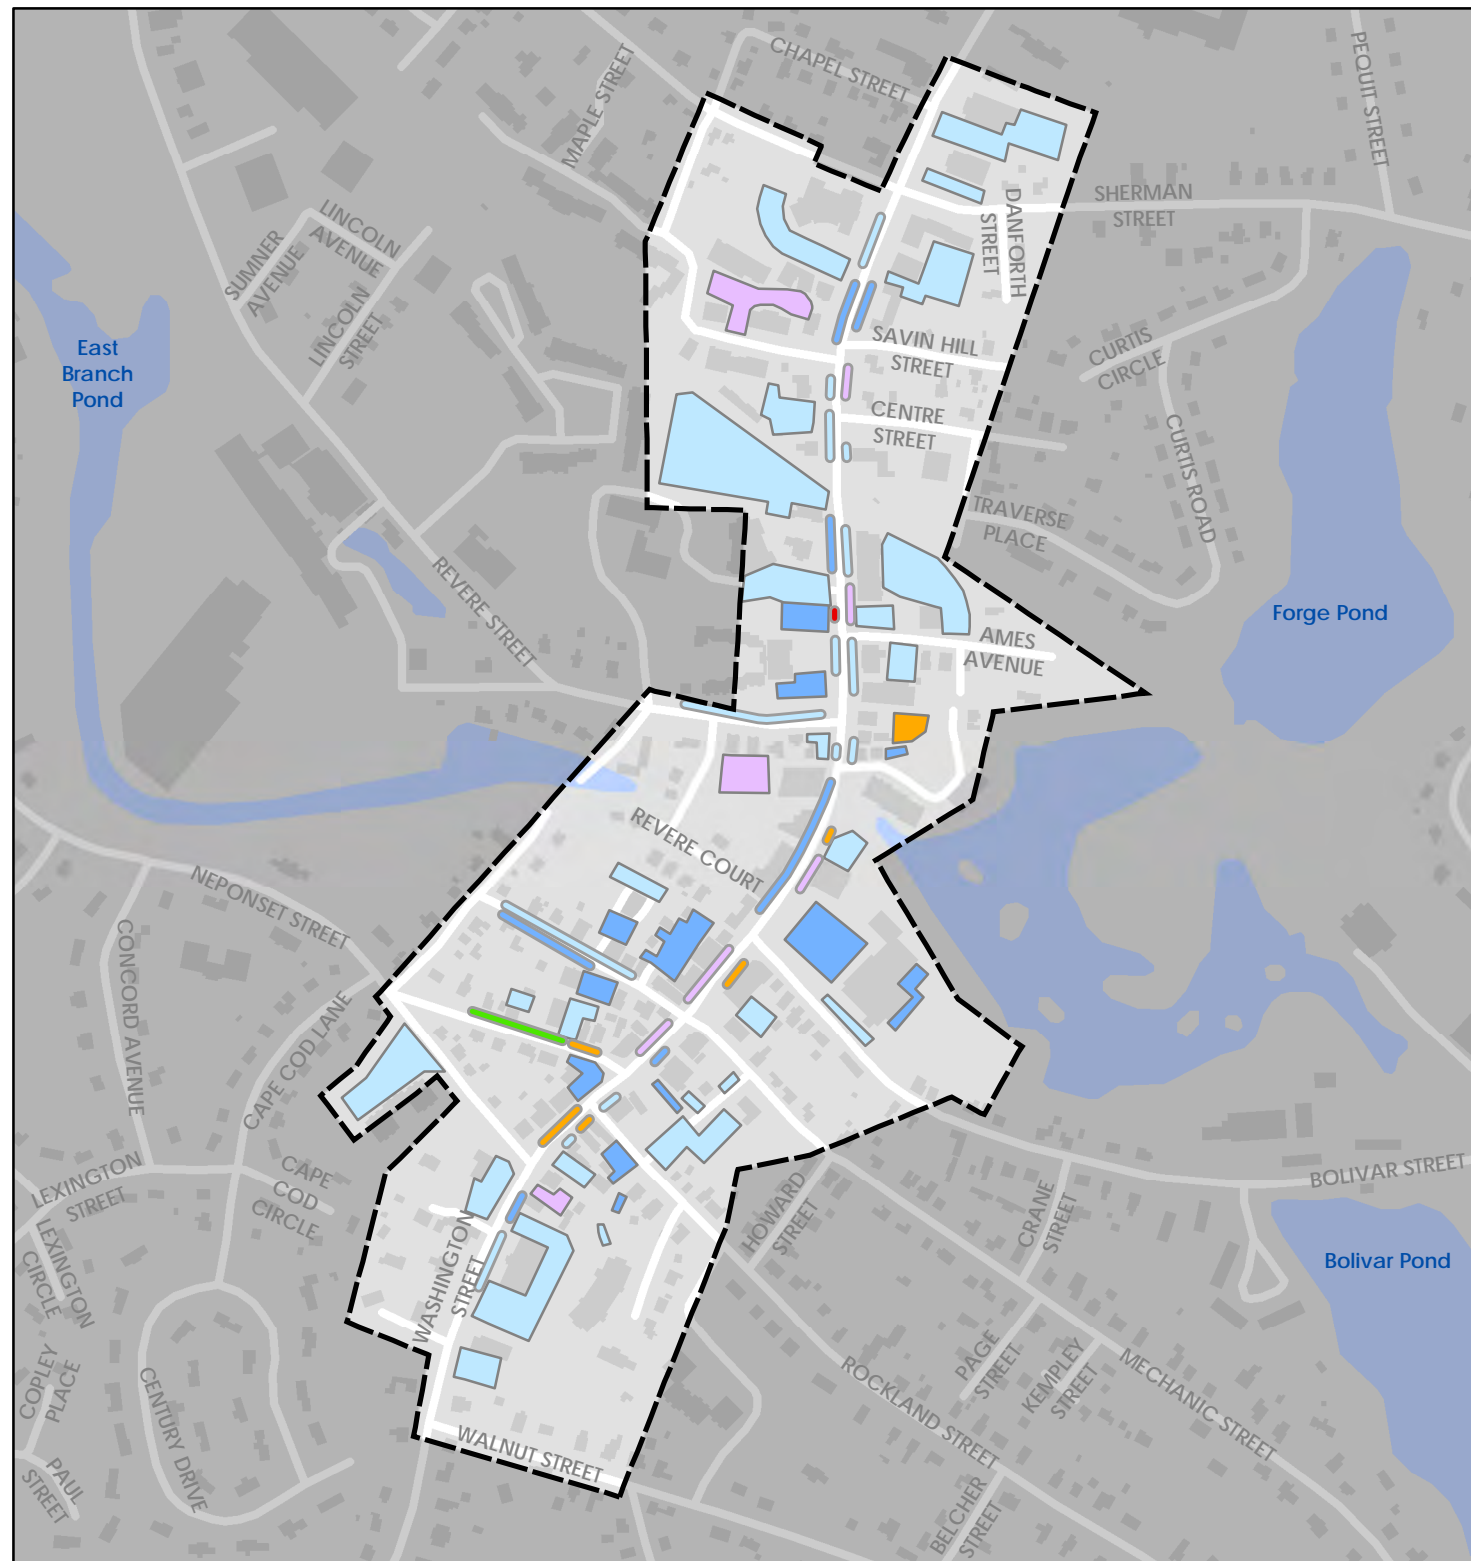 CHAPEL STREET
MAPLE STREET
PEQUIT STREET
SHERMAN
STREET
DANFORTH
STREET
LINCOLN
AVENUE
SUMNER
AVENUE
LINCOLN
STREET
East
Branch
Pond
SAVIN HILL
STREET
CURTIS
CIRCLE
CENTRE
STREET
CURTIS ROAD
TRAVERSE
PLACE
REVERE STREET
Forge Pond
AMES
AVENUE
REVERE COURT
NEPONSET STREET
CONCORD AVENUE
CAPE COD LANE
LEXINGTON
STREET
CAPE
COD
CIRCLE
LEXINGTON
CIRCLE
WASHINGTON
STREET
HOWARD
STREET
CRANE
STREET
BOLIVAR STREET
Bolivar Pond
COPLEY
PLACE
CENTURY DRIVE
PAUL
STREET
WALNUT STREET
ROCKLAND STREET
PAGE
STREET
KEMPLEY
STREET
MECHANIC STREET
BELCHER
STREET